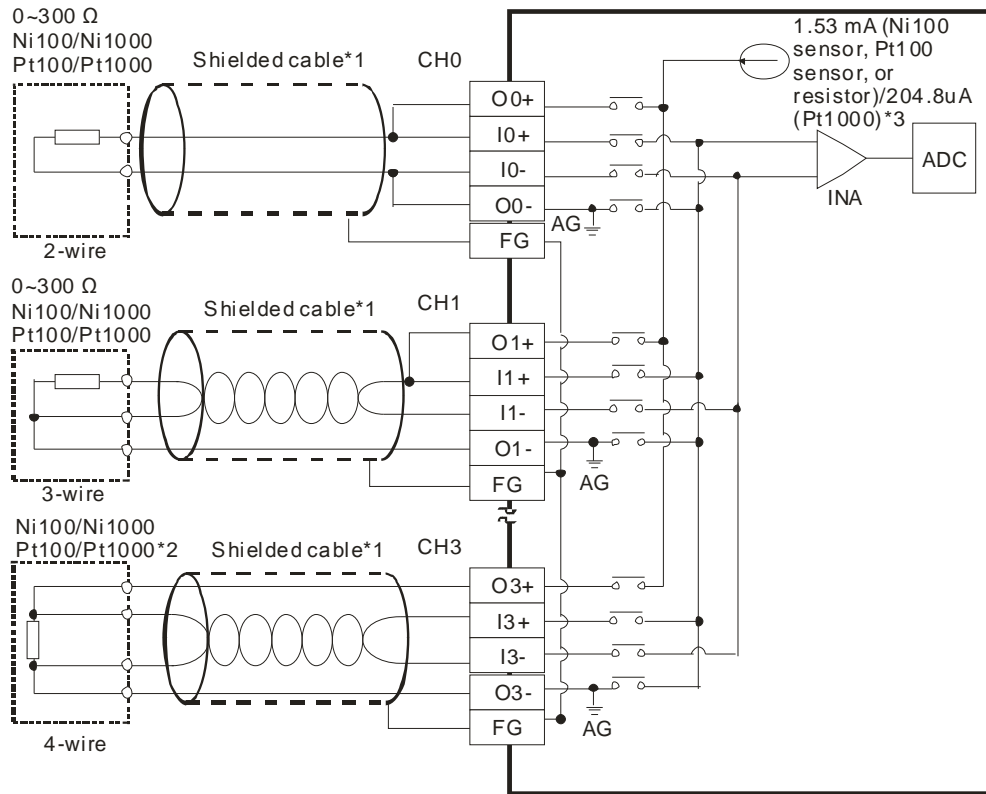 0~300 Ω
Ni100/Ni1000
Pt100/Pt1000
Shielded cable*1
CH0
O0+
I0+
I0-
O0-
FG
AG
2-wire
1.53 mA (Ni100
sensor, Pt100
sensor, or
resistor)/204.8uA
(Pt1000)*3
INA
ADC
0~300 Ω
Ni100/Ni1000
Pt100/Pt1000
Shielded cable*1
CH1
O1+
I1+
I1-
O1-
FG
AG
3-wire
Ni100/Ni1000
Pt100/Pt1000*2
Shielded cable*1
CH3
O3+
I3+
I3-
O3-
FG
AG
4-wire